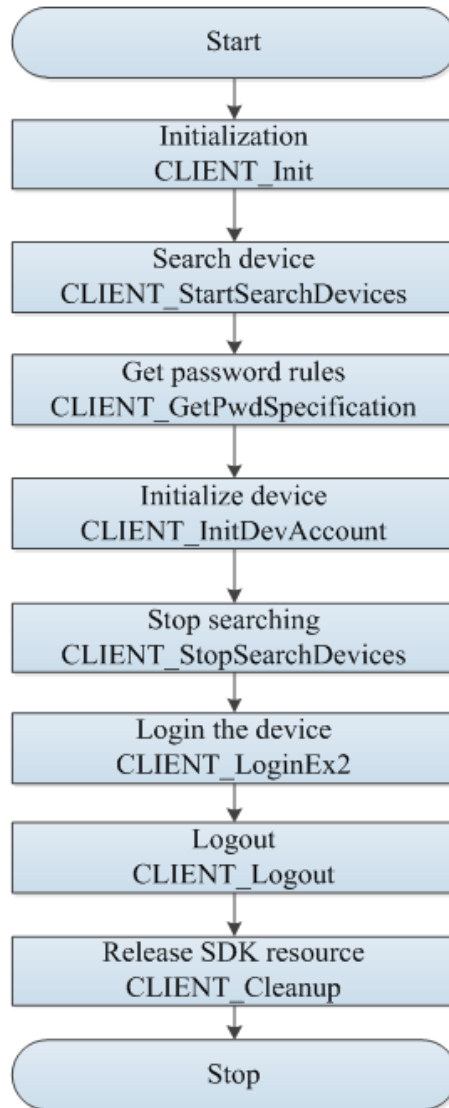 Start
Initialization
CLIENT_Init
Search device
CLIENT_StartSearchDevices
Get password rules
CLIENT_GetPwdSpecification
Initialize device
CLIENT_InitDevAccount
Stop searching
CLIENT_StopSearchDevices
Login the device
CLIENT_LoginEx2
Logout
CLIENT_Logout
Release SDK resource
CLIENT_Cleanup
Stop